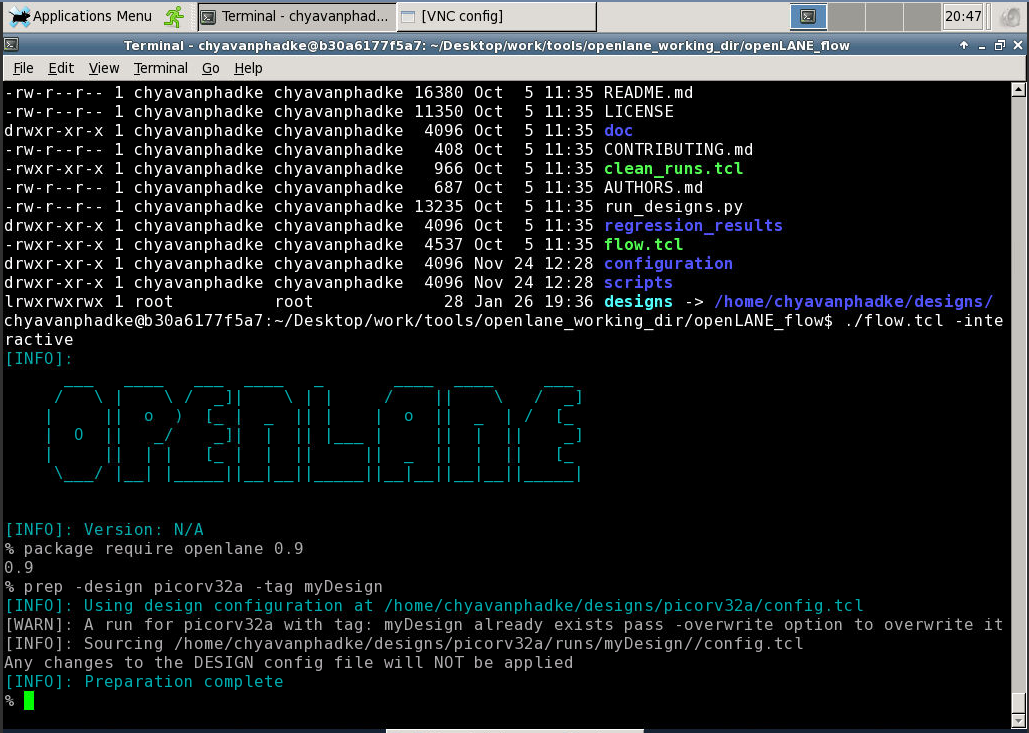 Applications Menu
Terminal - chyavanphad...
[VNC config]
20:47
Terminal - chyavanphadke@b30a6177f5a7: ~/Desktop/work/tools/openlane_working_dir/openLANE_flow
File Edit View Terminal Go Help
-rw-r--r-- 1 chyavanphadke chyavanphadke 16380 Oct  5 11:35 README.md
-rw-r--r-- 1 chyavanphadke chyavanphadke 11350 Oct  5 11:35 LICENSE
drwxr-xr-x 1 chyavanphadke chyavanphadke  4096 Oct  5 11:35 doc
-rw-r--r-- 1 chyavanphadke chyavanphadke   408 Oct  5 11:35 CONTRIBUTING.md
-rwxr-xr-x 1 chyavanphadke chyavanphadke   966 Oct  5 11:35 clean_runs.tcl
-rw-r--r-- 1 chyavanphadke chyavanphadke   687 Oct  5 11:35 AUTHORS.md
-rw-r--r-- 1 chyavanphadke chyavanphadke 13235 Oct  5 11:35 run_designs.py
drwxr-xr-x 1 chyavanphadke chyavanphadke  4096 Oct  5 11:35 regression_results
-rwxr-xr-x 1 chyavanphadke chyavanphadke  4537 Oct  5 11:35 flow.tcl
drwxr-xr-x 1 chyavanphadke chyavanphadke  4096 Nov 24 12:28 configuration
drwxr-xr-x 1 chyavanphadke chyavanphadke  4096 Nov 24 12:28 scripts
lrwxrwxrwx 1 root          root            28 Jan 26 19:36 designs -> /home/chyavanphadke/designs/
chyavanphadke@b30a6177f5a7:~/Desktop/work/tools/openlane_working_dir/openLANE_flow$ ./flow.tcl -inte
ractive
[INFO]:
OPENLANE
[INFO]: Version: N/A
% package require openlane 0.9
0.9
% prep -design picorv32a -tag myDesign
[INFO]: Using design configuration at /home/chyavanphadke/designs/picorv32a/config.tcl
[WARN]: A run for picorv32a with tag: myDesign already exists pass -overwrite option to overwrite it
[INFO]: Sourcing /home/chyavanphadke/designs/picorv32a/runs/myDesign//config.tcl
Any changes to the DESIGN config file will NOT be applied
[INFO]: Preparation complete
%